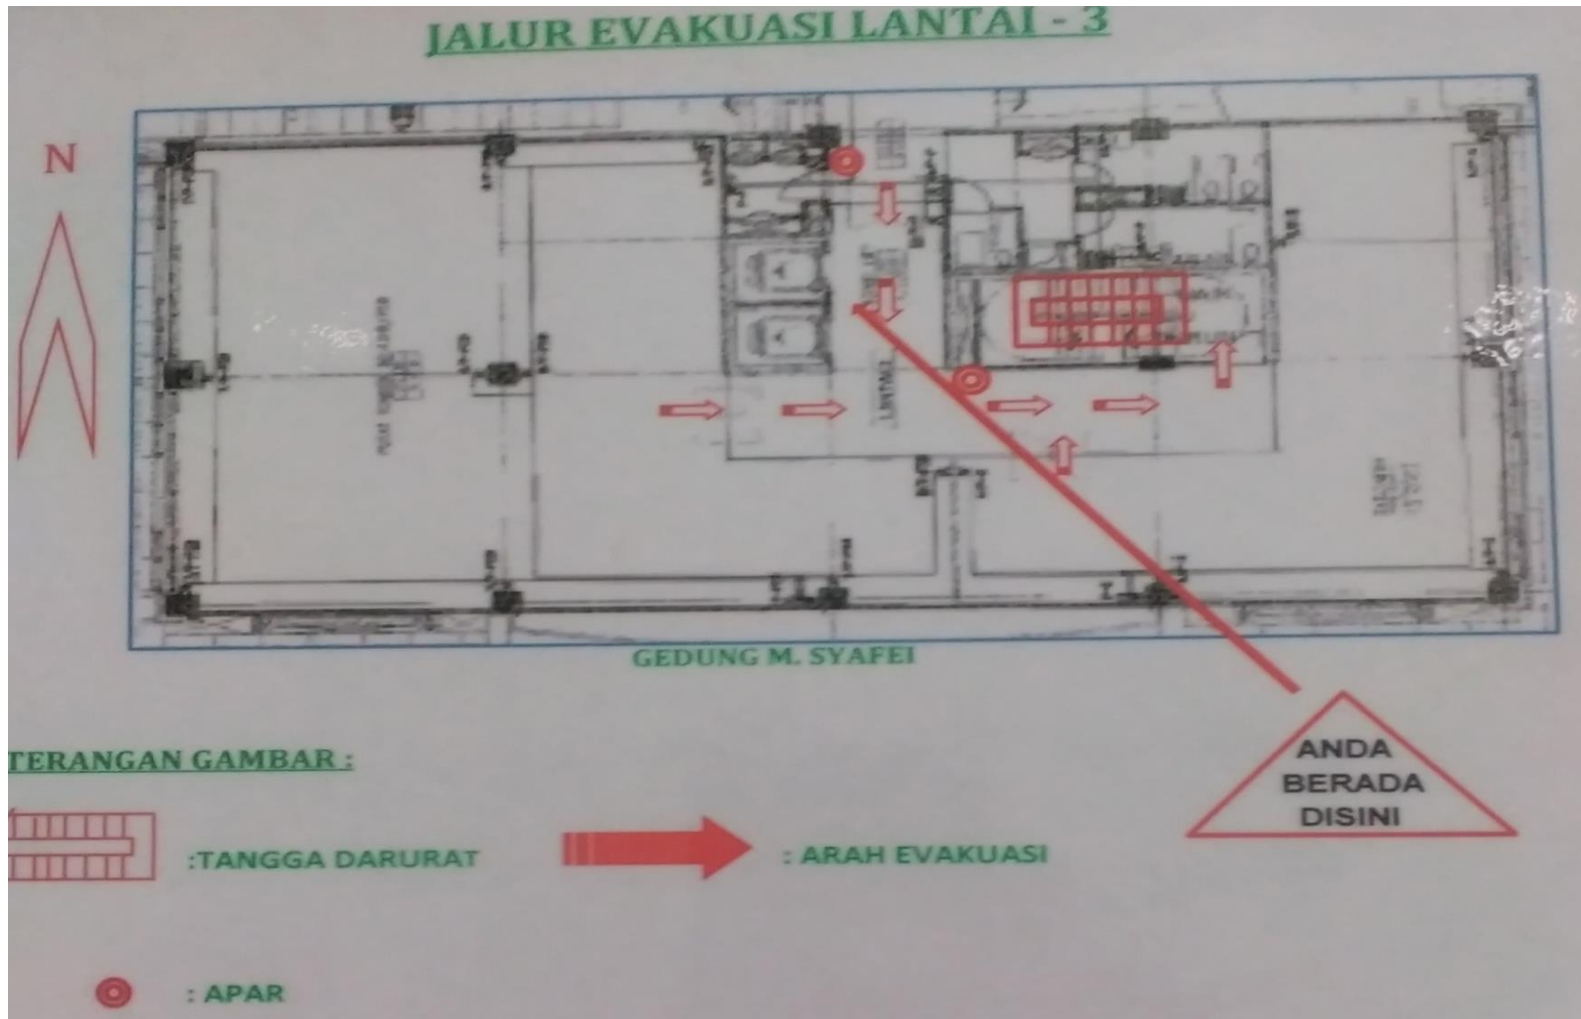 JALUR EVAKUASI LANTAI - 3
N
GEDUNG M. SYAFEI
TERANGAN GAMBAR :
:TANGGA DARURAT
: ARAH EVAKUASI
: APAR
ANDA
BERADA
DISINI